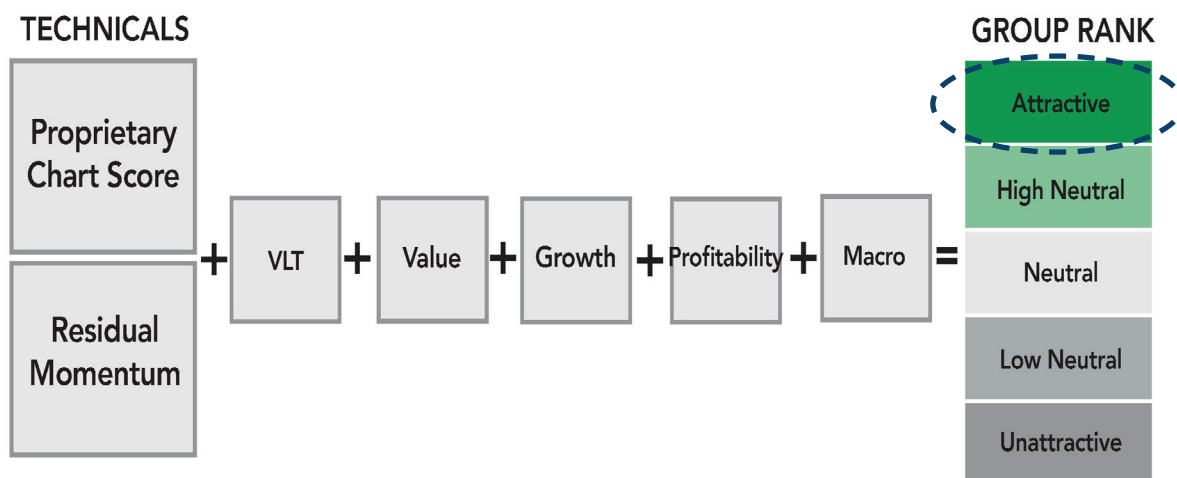 TECHNICALS
Proprietary
Chart Score
Residual
Momentum
+ VLT + Value + Growth + Profitability + Macro =
GROUP RANK
Attractive
High Neutral
Neutral
Low Neutral
Unattractive